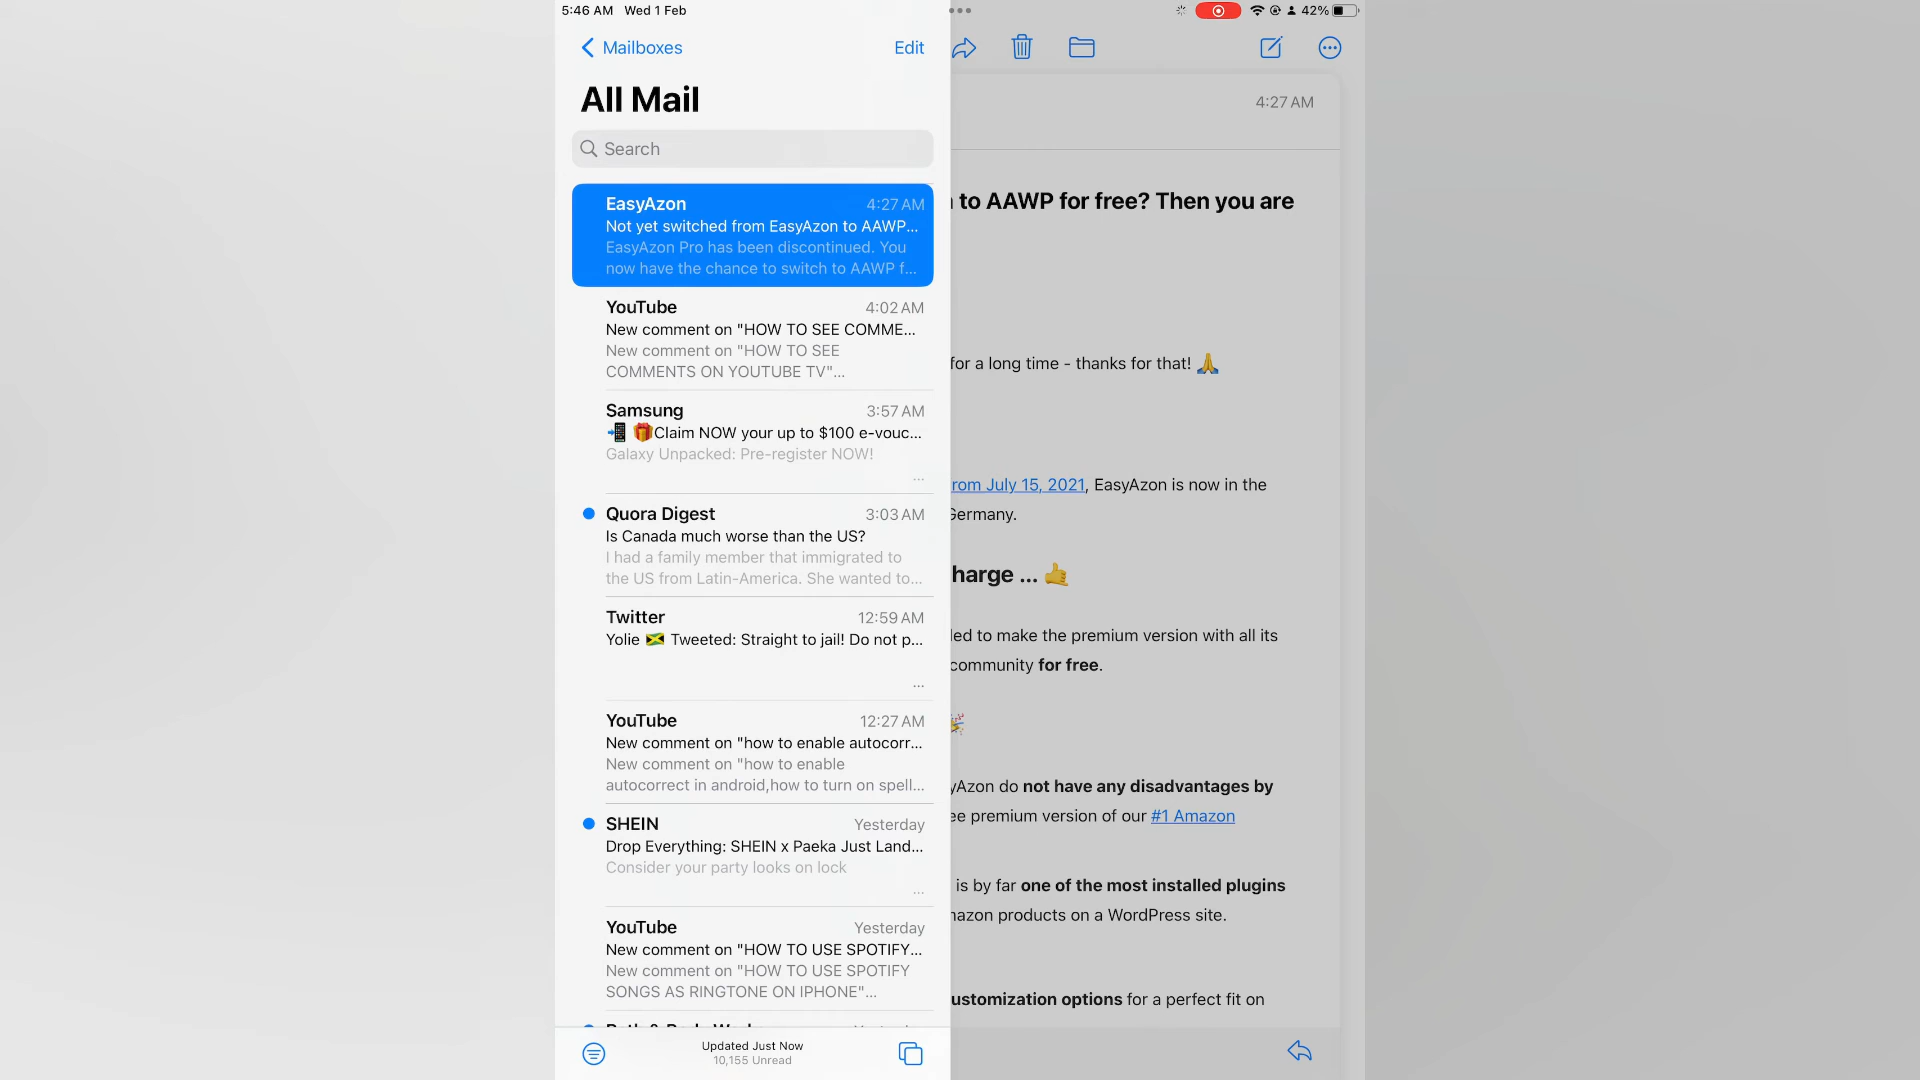 5:46 AM Wed 1 Feb
42%
Mailboxes
Edit
All Mail
Search
EasyAzon 4:27 AM
Not yet switched from EasyAzon to AAWP...
EasyAzon Pro has been discontinued. You
now have the chance to switch to AAWP f...
YouTube 4:02 AM
New comment on "HOW TO SEE COMME...
New comment on "HOW TO SEE
COMMENTS ON YOUTUBE TV"...
Samsung 3:57 AM
📲 🎁Claim NOW your up to $100 e-vouc...
Galaxy Unpacked: Pre-register NOW!
...
Quora Digest 3:03 AM
Is Canada much worse than the US?
I had a family member that immigrated to
the US from Latin-America. She wanted to...
Twitter 12:59 AM
Yolie 🇯🇲 Tweeted: Straight to jail! Do not p...
...
YouTube 12:27 AM
New comment on "how to enable autocorr...
New comment on "how to enable
autocorrect in android,how to turn on spell...
SHEIN Yesterday
Drop Everything: SHEIN x Paeka Just Land...
Consider your party looks on lock
...
YouTube Yesterday
New comment on "HOW TO USE SPOTIFY...
New comment on "HOW TO USE SPOTIFY
SONGS AS RINGTONE ON IPHONE"...
Updated Just Now
10,155 Unread
4:27 AM
to AAWP for free? Then you are
for a long time - thanks for that! 🙏
rom July 15, 2021, EasyAzon is now in the
Germany.
harge ... 🤙
led to make the premium version with all its
community for free.
🎉
yAzon do not have any disadvantages by
ee premium version of our #1 Amazon
is by far one of the most installed plugins
mazon products on a WordPress site.
ustomization options for a perfect fit on